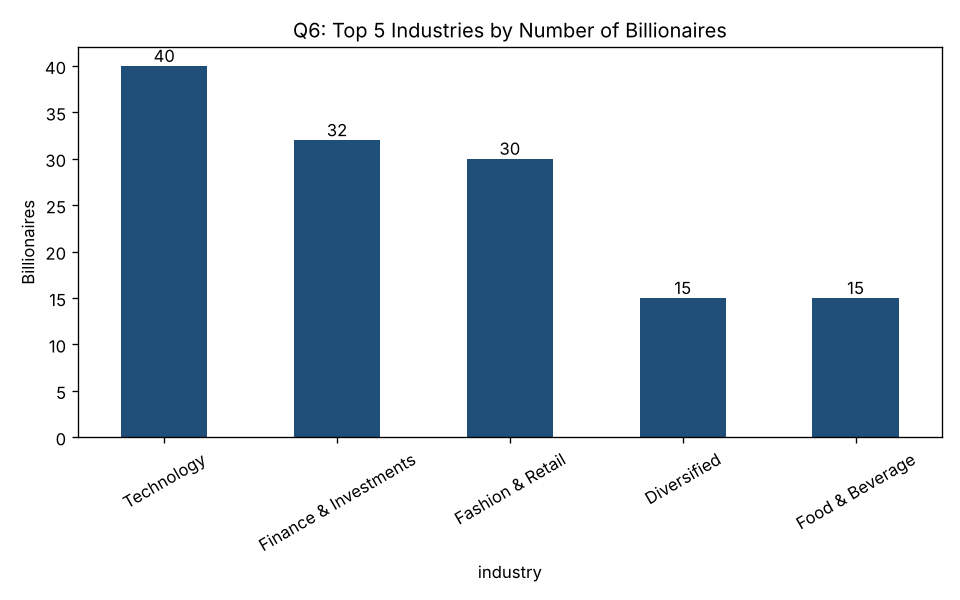 Q6: Top 5 Industries by Number of Billionaires
Billionaires
40
35
30
25
20
15
10
5
0
40
32
30
15
15
Technology
Finance & Investments
Fashion & Retail
Diversified
Food & Beverage
industry